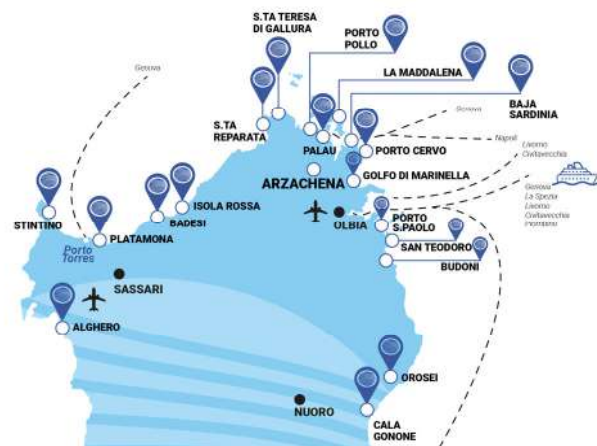 S.TA TERESA
DI GALLURA
PORTO
POLLO
LA MADDALENA
BAJA
SARDINIA
Genova
S.TA
REPARATA
PALAU
PORTO CERVO
Genova
Napoli
Livorno
Civitavecchia
ARZACHENA
GOLFO DI MARINELLA
Genova
La Spezia
Livorno
Civitavecchia
Piombino
STINTINO
ISOLA ROSSA
BADESI
OLBIA
PORTO
S.PAOLO
PLATAMONA
Porto
Torres
SAN TEODORO
BUDONI
SASSARI
ALGHERO
OROSEI
NUORO
CALA
GONONE